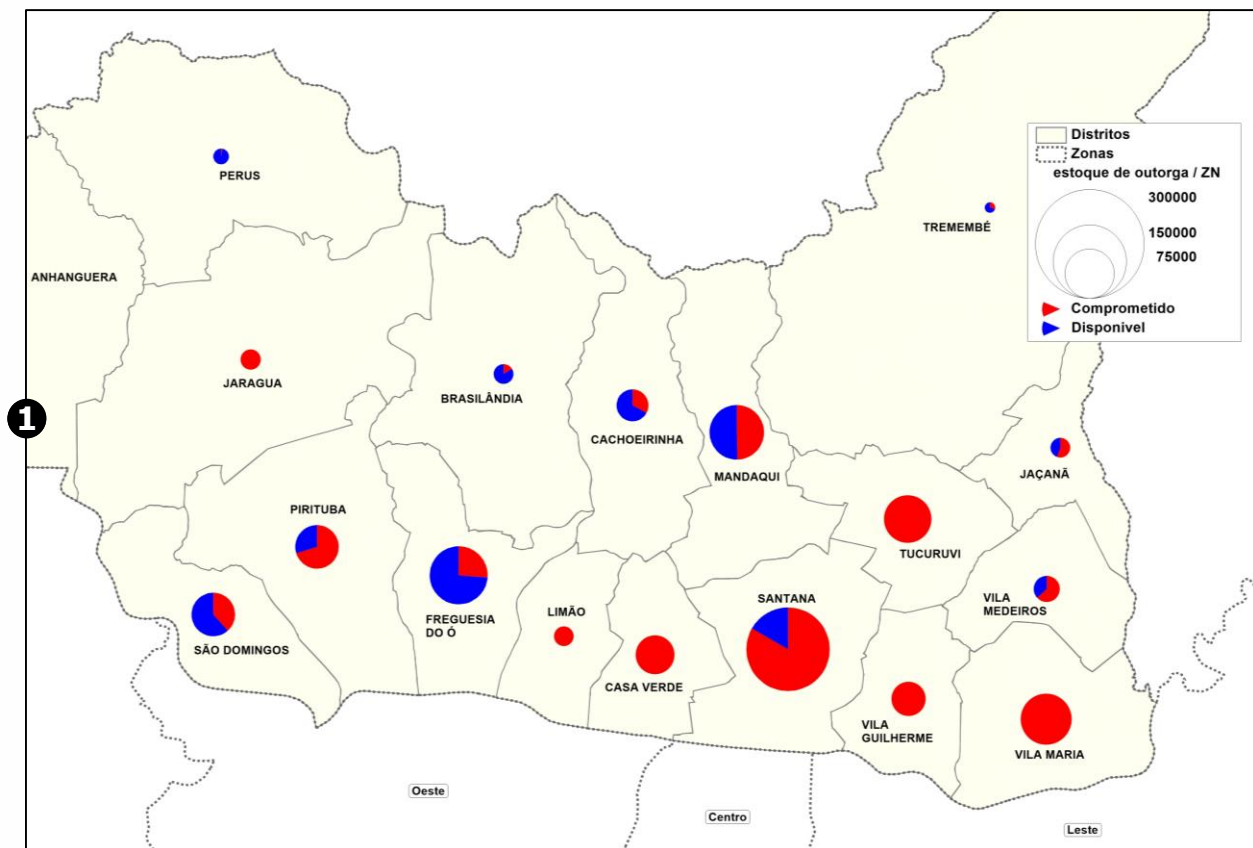 Distritos
Zonas
estoque de outorga / ZN
300000
150000
75000
Comprometido
Disponivel
PERUS
TREMEMBÉ
ANHANGUERA
JARAGUA
BRASILÂNDIA
1
CACHOEIRINHA
MANDAQUI
JAÇANÃ
PIRITUBA
TUCURUVI
SANTANA
VILA
MEDEIROS
LIMÃO
FREGUESIA
DO Ó
SÃO DOMINGOS
CASA VERDE
VILA
GUILHERME
VILA MARIA
Oeste
Centro
Leste